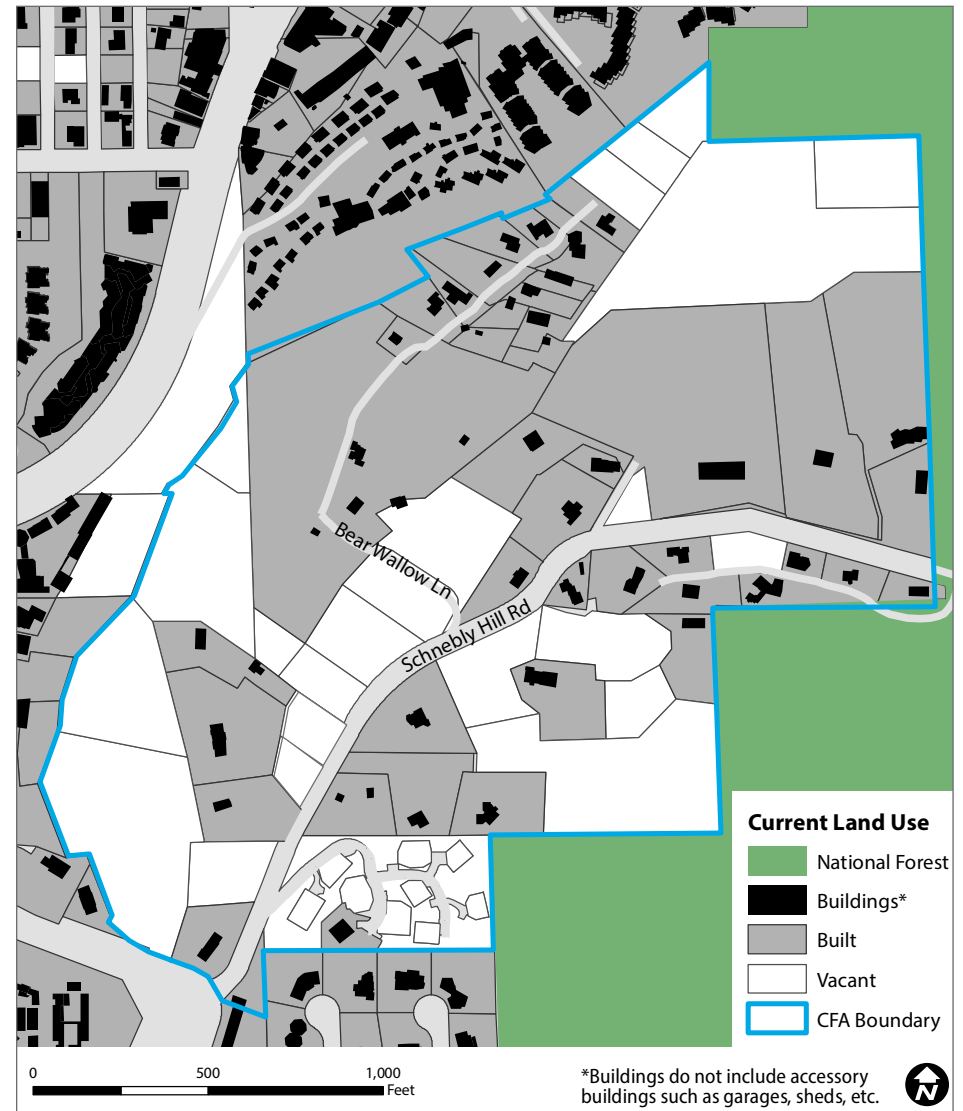 Bear Wallow Ln
Schnebly Hill Rd
Current Land Use
National Forest
Buildings*
Built
Vacant
CFA Boundary
0 500 1,000
Feet
*Buildings do not include accessory
buildings such as garages, sheds, etc.
N